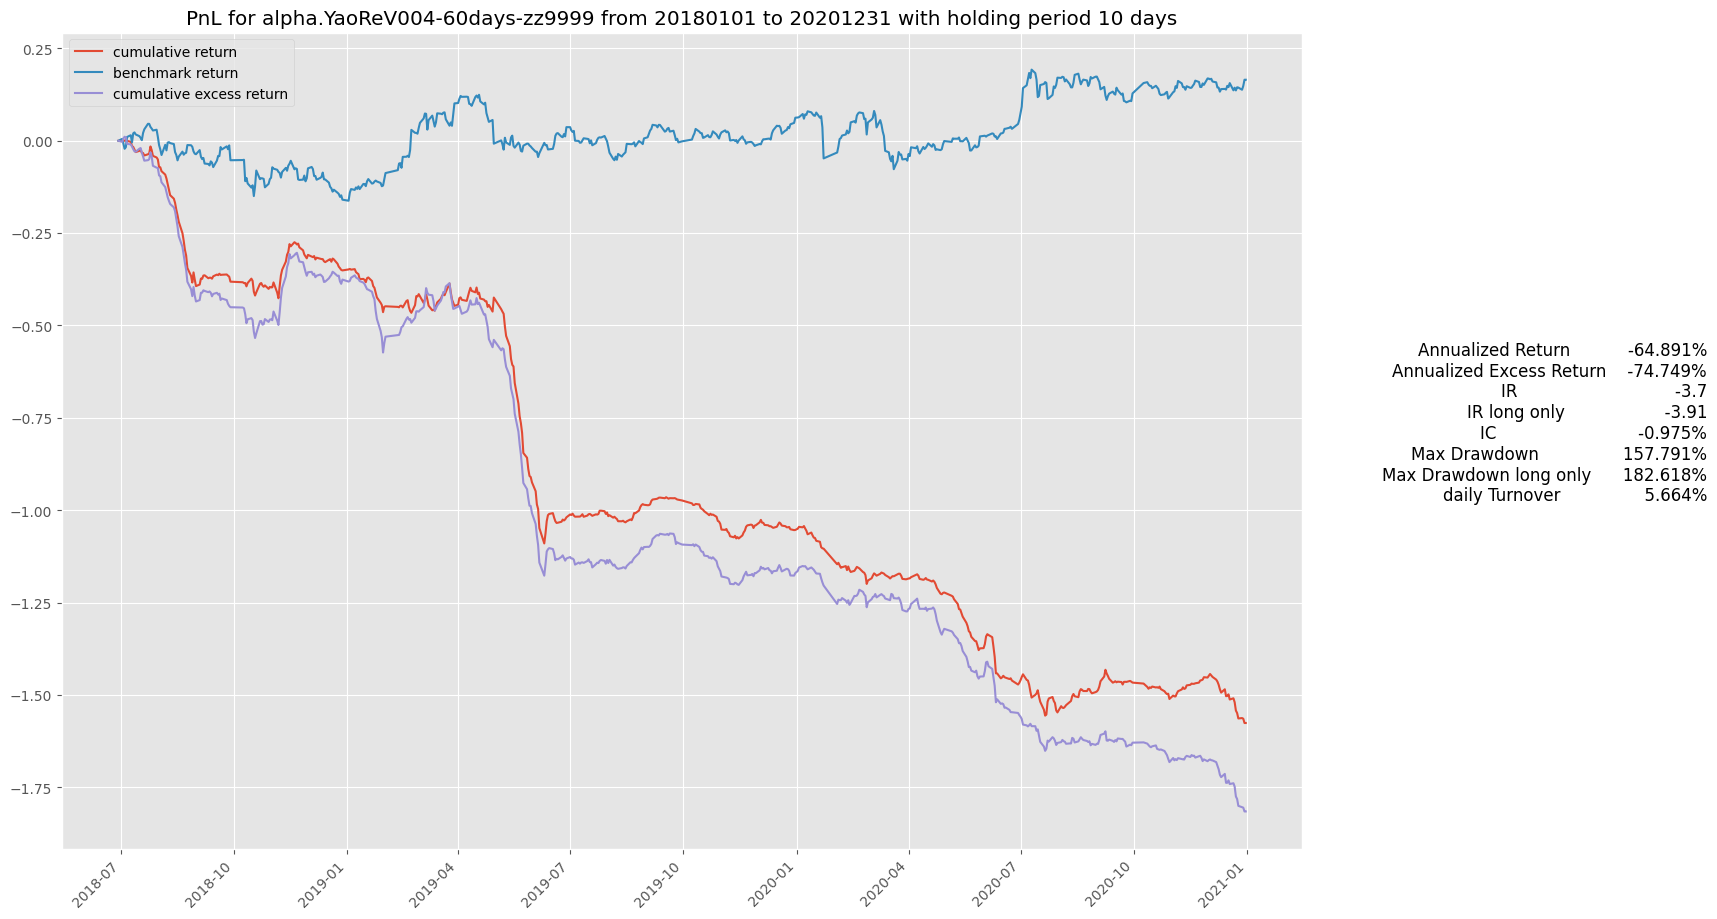 PnL for alpha.YaoReV004-60days-zz9999 from 20180101 to 20201231 with holding period 10 days
cumulative return
benchmark return
cumulative excess return
0.25
0.00
−0.25
−0.50
−0.75
−1.00
−1.25
−1.50
−1.75
2018-07
2018-10
2019-01
2019-04
2019-07
2019-10
2020-01
2020-04
2020-07
2020-10
2021-01
Annualized Return -64.891%
Annualized Excess Return -74.749%
IR -3.7
IR long only -3.91
IC -0.975%
Max Drawdown 157.791%
Max Drawdown long only 182.618%
daily Turnover 5.664%